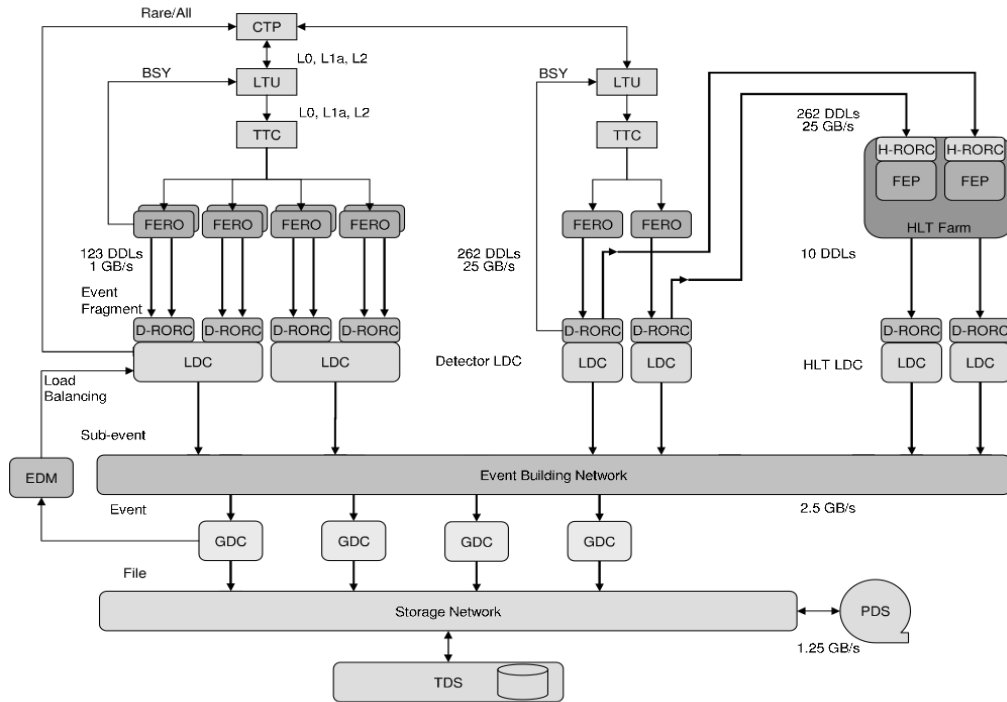 Rare/All
CTP
L0, L1a, L2
BSY
LTU
BSY
LTU
L0, L1a, L2
TTC
TTC
262 DDLs
25 GB/s
H-RORC
H-RORC
FEP
FEP
HLT Farm
FERO
FERO
FERO
FERO
FERO
FERO
123 DDLs
1 GB/s
262 DDLs
25 GB/s
10 DDLs
Event
Fragment
D-RORC
D-RORC
D-RORC
D-RORC
D-RORC
D-RORC
D-RORC
D-RORC
LDC
LDC
Detector LDC
LDC
LDC
HLT LDC
LDC
LDC
Load
Balancing
Sub-event
EDM
Event Building Network
Event
2.5 GB/s
GDC
GDC
GDC
GDC
File
Storage Network
PDS
1.25 GB/s
TDS